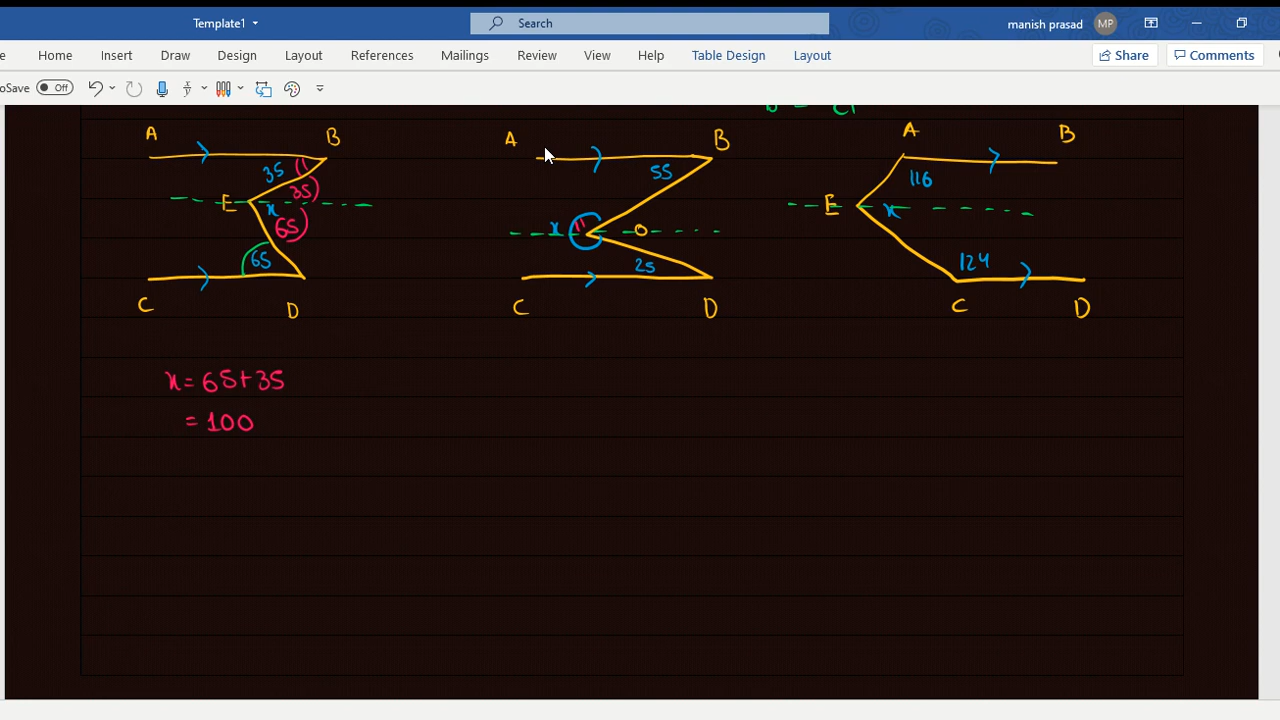 Template1
Search
manish prasad MP
e Home Insert Draw Design Layout References Mailings Review View Help Table Design Layout Share Comments
oSave Off
A B A B A B
35 55 116
35
E x E x
x O
65
65 25 124
C D C D C D
x = 65 + 35
= 100